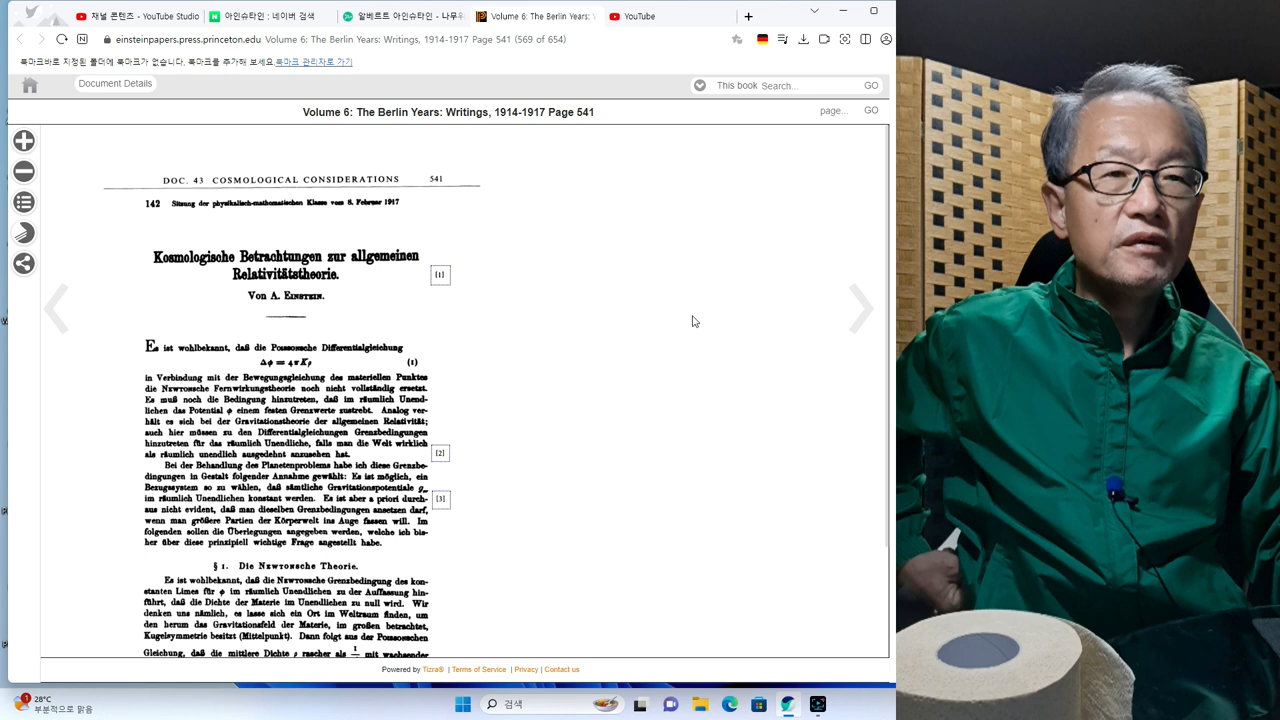 재널 콘텐츠 - YouTube Studio
아인슈타인 : 네이버 검색
알베르트 아인슈타인 - 나무위
Volume 6: The Berlin Years: W
YouTube
einsteinpapers.press.princeton.edu Volume 6: The Berlin Years: Writings, 1914-1917 Page 541 (569 of 654)
북마크바로 지정된 폴더에 북마크가 없습니다. 북마크를 추가해 보세요. 북마크 관리자로 가기
Document Details
This book Search... GO
Volume 6: The Berlin Years: Writings, 1914-1917 Page 541
page... GO
DOC. 43 COSMOLOGICAL CONSIDERATIONS 541
142 Sitzung der physikalisch-mathematischen Klasse vom 8. Februar 1917
Kosmologische Betrachtungen zur allgemeinen
Relativitätstheorie.
[1]
Von A. EINSTEIN.
Es ist wohlbekannt, daß die POISSONsche Differentialgleichung
Δφ = 4πKρ (1)
in Verbindung mit der Bewegungsgleichung des materiellen Punktes
die NEWTONsche Fernwirkungstheorie noch nicht vollständig ersetzt.
Es muß noch die Bedingung hinzutreten, daß im räumlich Unend-
lichen das Potential φ einem festen Grenzwerte zustrebt. Analog ver-
hält es sich bei der Gravitationstheorie der allgemeinen Relativität;
auch hier müssen zu den Differentialgleichungen Grenzbedingungen
hinzutreten für das räumlich Unendliche, falls man die Welt wirklich
als räumlich unendlich ausgedehnt anzusehen hat.
[2]
Bei der Behandlung des Planetenproblems habe ich diese Grenzbe-
dingungen in Gestalt folgender Annahme gewählt: Es ist möglich, ein
Bezugssystem so zu wählen, daß sämtliche Gravitationspotentiale
im räumlich Unendlichen konstant werden. Es ist aber a priori durch-
[3]
aus nicht evident, daß man dieselben Grenzbedingungen ansetzen darf,
wenn man größere Partien der Körperwelt ins Auge fassen will. Im
folgenden sollen die Überlegungen angegeben werden, welche ich bis-
her über diese prinzipiell wichtige Frage angestellt habe.
§ 1. Die NEWTONsche Theorie.
Es ist wohlbekannt, daß die NEWTONsche Grenzbedingung des kon-
stanten Limes für φ im räumlich Unendlichen zu der Auffassung hin-
führt, daß die Dichte der Materie im Unendlichen zu null wird. Wir
denken uns nämlich, es lasse sich ein Ort im Weltraum finden, um
den herum das Gravitationsfeld der Materie, im großen betrachtet,
Kugelsymmetrie besitzt (Mittelpunkt). Dann folgt aus der POISSONschen
Gleichung, daß die mittlere Dichte ρ rascher als 1 mit wachsender
Powered by Tizra® | Terms of Service | Privacy | Contact us
1
28°C
부분적으로 맑음
검색